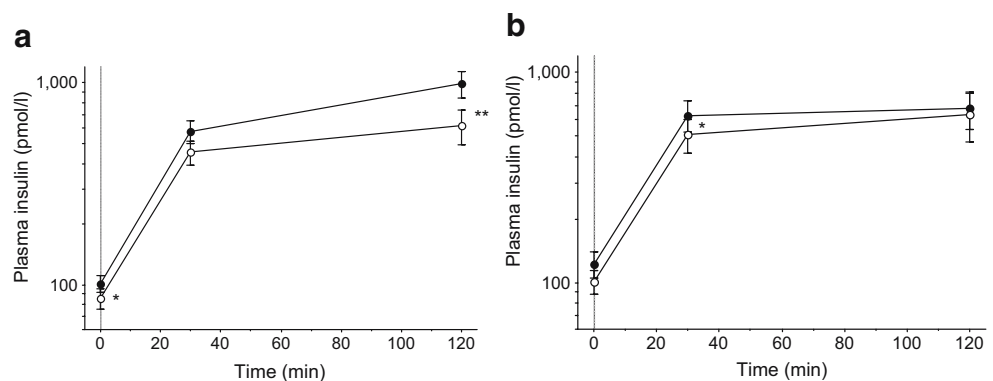 a
Plasma insulin (pmol/l)
1,000
100
*
**
0 20 40 60 80 100 120
Time (min)
b
Plasma insulin (pmol/l)
1,000
100
*
0 20 40 60 80 100 120
Time (min)